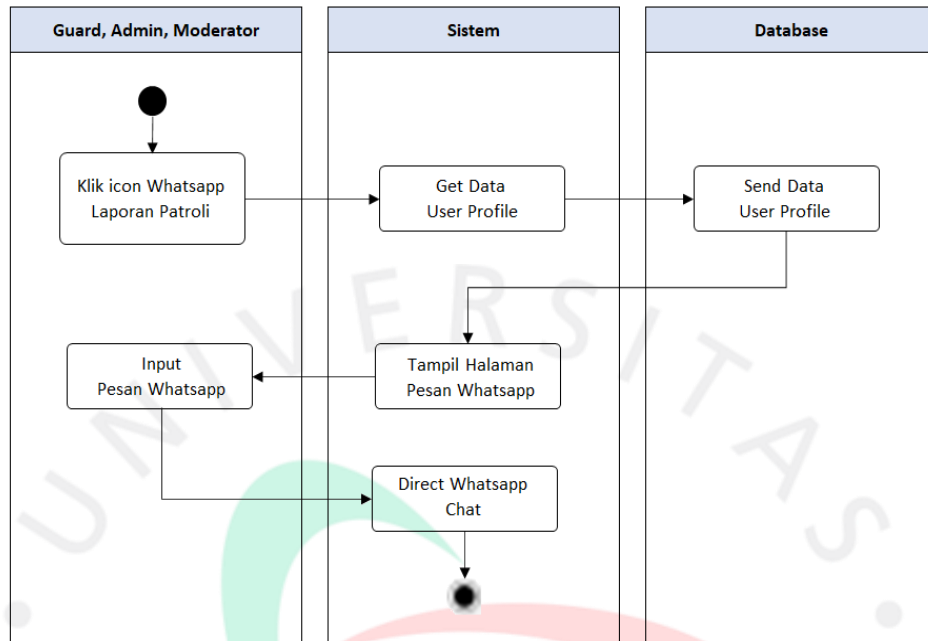 Guard, Admin, Moderator
Sistem
Database
Klik icon Whatsapp
Laporan Patroli
Get Data
User Profile
Send Data
User Profile
Input
Pesan Whatsapp
Tampil Halaman
Pesan Whatsapp
Direct Whatsapp
Chat
UNIVERSITAS